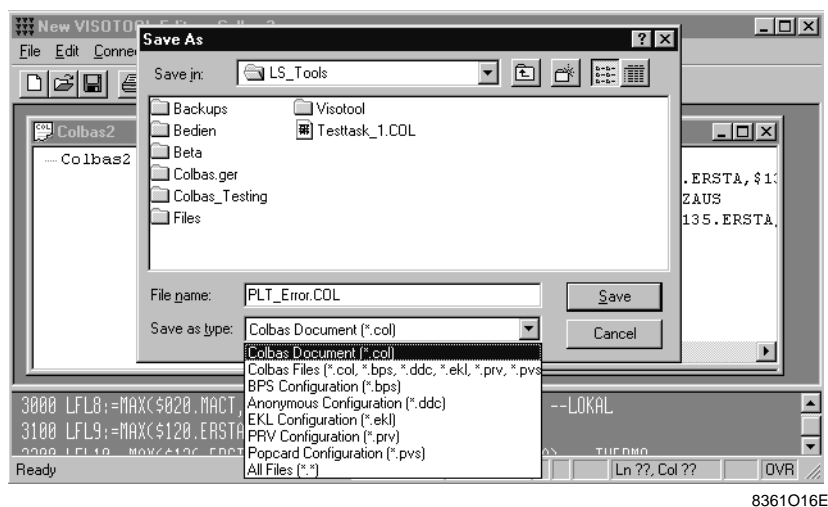 New VISOTOOL
Save As
File Edit
Save in: LS_Tools
Backups
Bedien
Beta
Colbas.ger
Colbas_Testing
Files
Visotool
Testtask_1.COL
Colbas2
Colbas2
.ERSTA,$13
ZAUS
135.ERSTA,
File name: PLT_Error.COL
Save
Save as type: Colbas Document (*.col)
Cancel
Colbas Document (*.col)
Colbas Files (*.col, *.bps, *.ddc, *.ekl, *.prv, *.pvs
BPS Configuration (*.bps)
Anonymous Configuration (*.ddc)
EKL Configuration (*.ekl)
PRV Configuration (*.prv)
Popcard Configuration (*.pvs)
All Files (*.*)
3000 LFL8:=MAX($020.MACT, --LOKAL
3100 LFL9:=MAX($120.ERSTA
Ready
Ln ??, Col ??
OVR
8361O16E